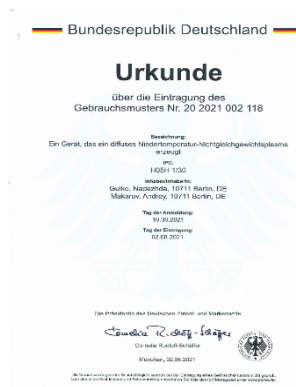 Bundesrepublik Deutschland
Urkunde
über die Eintragung des
Gebrauchsmusters Nr. 20 2021 002 118
Bezeichnung:
Ein Gerät, das ein diffuses Niedertemperatur-Nichtgleichgewichtsplasma
erzeugt
IPC:
H05H 1/30
Inhaber/Inhaberin:
Gulko, Nadezhda, 10711 Berlin, DE
Makarov, Andrey, 10711 Berlin, DE
Tag der Anmeldung:
Tag der Eintragung:
02.08.2021
Die Präsidentin des Deutschen Patent- und Markenamts
Cornelia Rudloff-Schäffer
Cornelia Rudloff-Schäffer
München, 02.08.2021